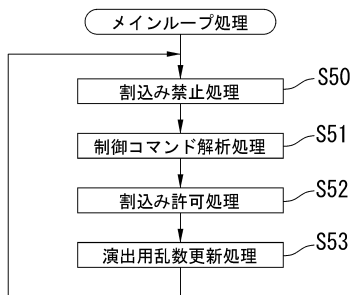 メインループ処理
割込み禁止処理 S50
制御コマンド解析処理 S51
割込み許可処理 S52
演出用乱数更新処理 S53